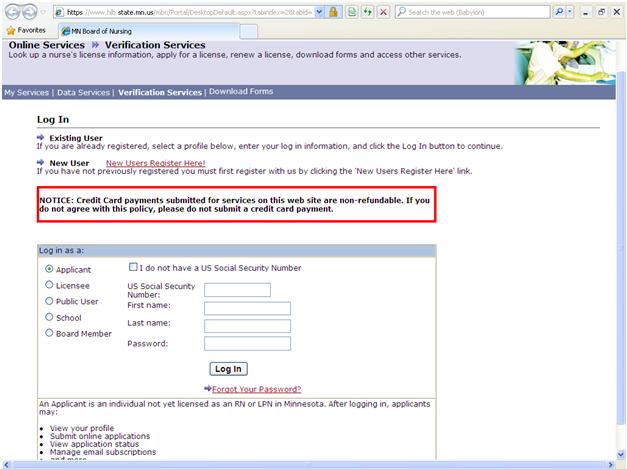 https://www.hlb.state.mn.us/mbr/Portal/DesktopDefault.aspx?tabindex=2&tabid=
Search the web (Babylon)
Favorites
MN Board of Nursing
Online Services Verification Services
Look up a nurse's license information, apply for a license, renew a license, download forms and access other services.
My Services | Data Services | Verification Services | Download Forms
Log In
Existing User
If you are already registered, select a profile below, enter your log in information, and click the Log In button to continue.
New User New Users Register Here!
If you have not previously registered you must first register with us by clicking the 'New Users Register Here' link.
NOTICE: Credit Card payments submitted for services on this web site are non-refundable. If you
do not agree with this policy, please do not submit a credit card payment.
Log in as a:
Applicant
Licensee
Public User
School
Board Member
I do not have a US Social Security Number
US Social Security
Number:
First name:
Last name:
Password:
Log In
Forgot Your Password?
An Applicant is an individual not yet licensed as an RN or LPN in Minnesota. After logging in, applicants
may:
• View your profile
• Submit online applications
• View application status
• Manage email subscriptions
• and more